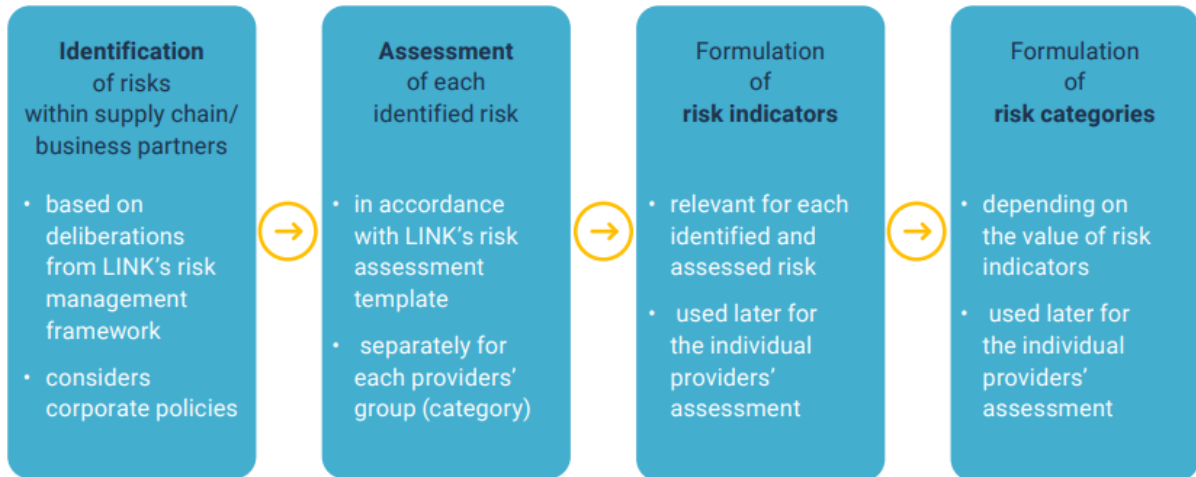 Identification
of risks
within supply chain/
business partners
• based on
deliberations
from LINK's risk
management
framework
• considers
corporate policies
Assessment
of each
identified risk
• in accordance
with LINK's risk
assessment
template
• separately for
each providers'
group (category)
Formulation
of
risk indicators
• relevant for each
identified and
assessed risk
• used later for
the individual
providers'
assessment
Formulation
of
risk categories
• depending on
the value of risk
indicators
• used later for
the individual
providers'
assessment